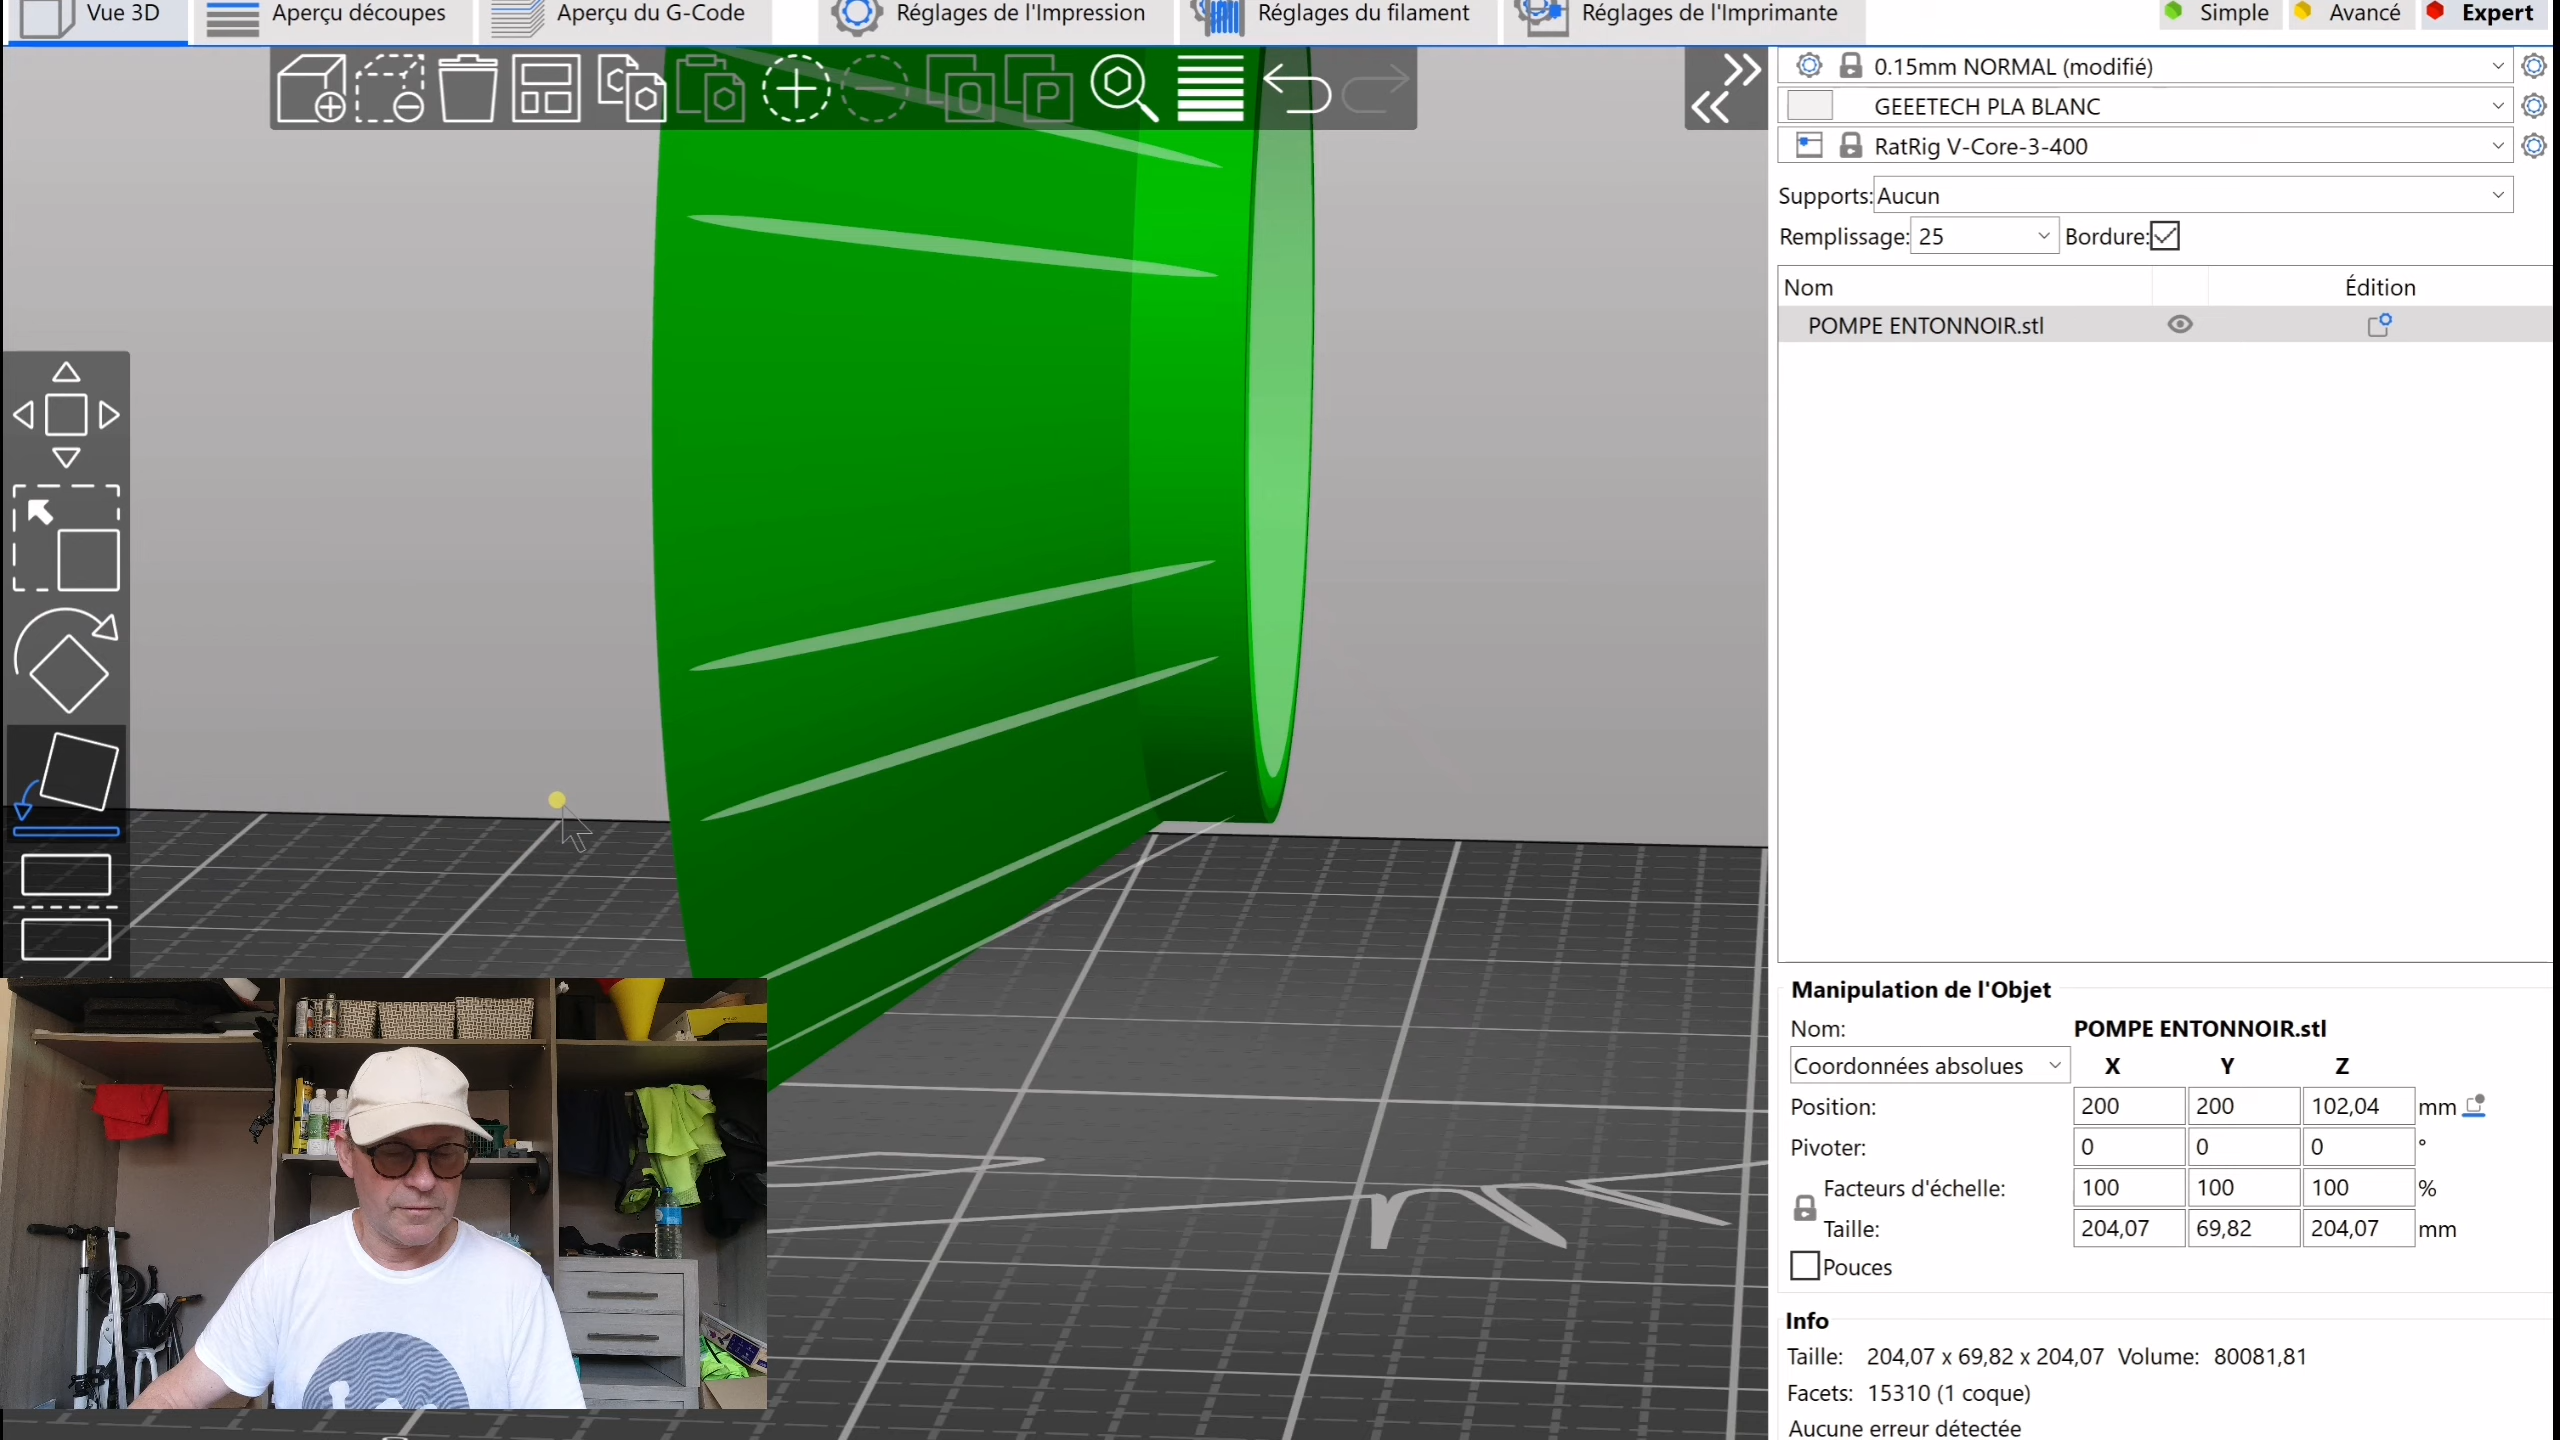 Vue 3D
Aperçu découpes
Aperçu du G-Code
Réglages de l'Impression
Réglages du filament
Réglages de l'Imprimante
Simple
Avancé
Expert
0.15mm NORMAL (modifié)
GEEETECH PLA BLANC
RatRig V-Core-3-400
Supports: Aucun
Remplissage: 25 Bordure:
Nom Édition
POMPE ENTONNOIR.stl
Manipulation de l'Objet
Nom: POMPE ENTONNOIR.stl
Coordonnées absolues X Y Z
Position: 200 200 102,04 mm
Pivoter: 0 0 0 °
Facteurs d'échelle: 100 100 100 %
Taille: 204,07 69,82 204,07 mm
Pouces
Info
Taille: 204,07 x 69,82 x 204,07 Volume: 80081,81
Facets: 15310 (1 coque)
Aucune erreur détectée